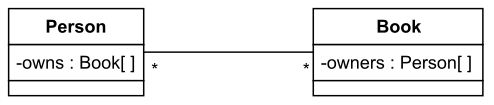 Person
-owns : Book[ ]
* *
Book
-owners : Person[ ]